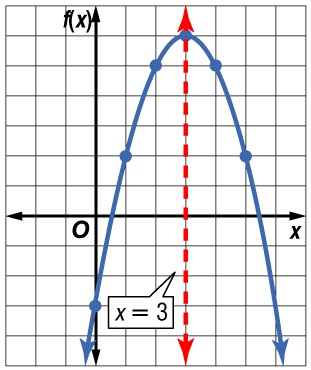 f(x)
O
x
x = 3